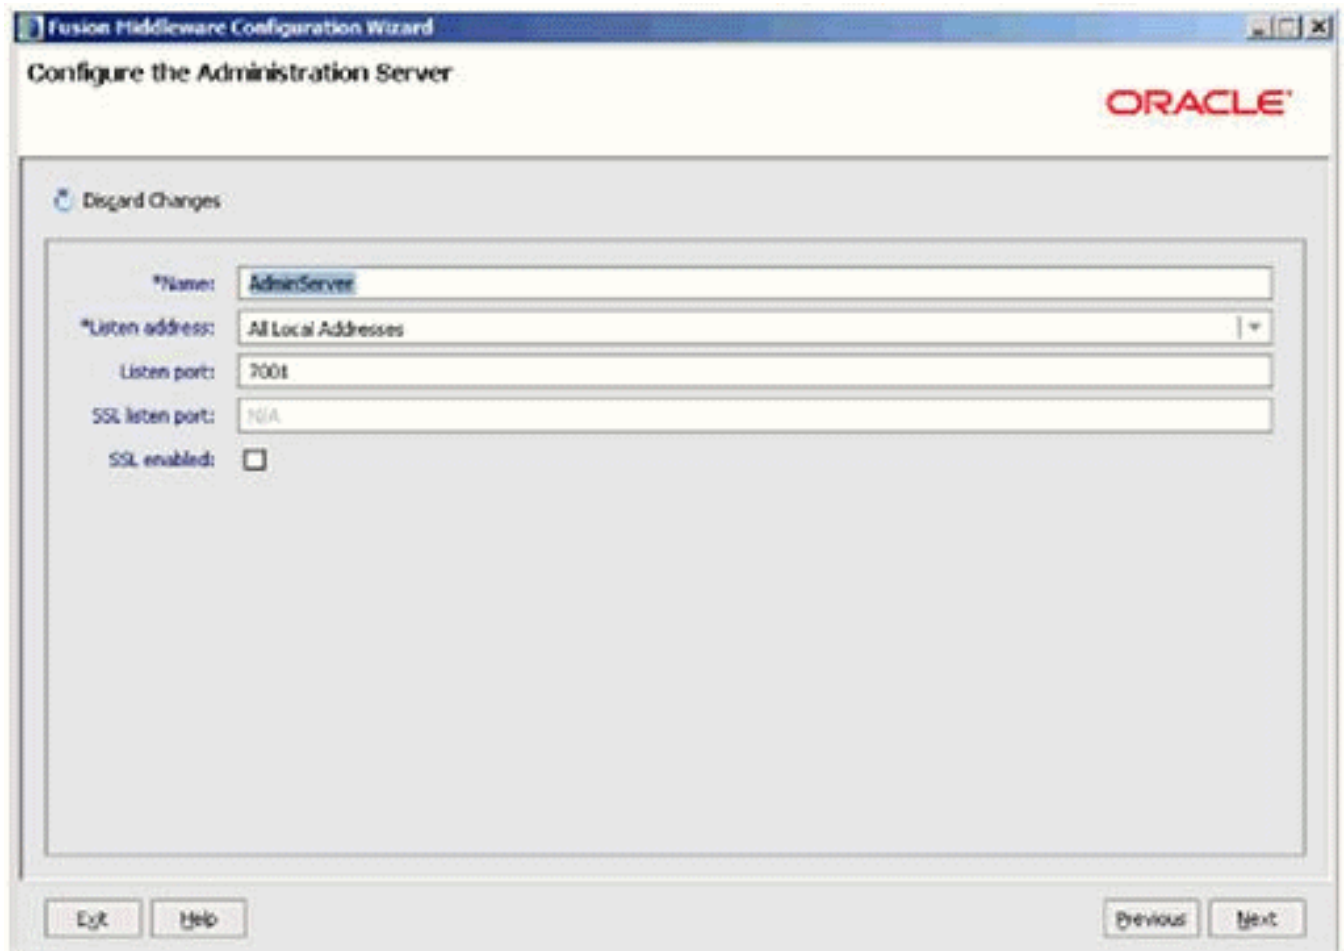 Fusion Middleware Configuration Wizard
Configure the Administration Server
ORACLE
Discard Changes
*Name: AdminServer
*Listen address: All Local Addresses
Listen port: 7001
SSL listen port: N/A
SSL enabled:
Exit Help Previous Next